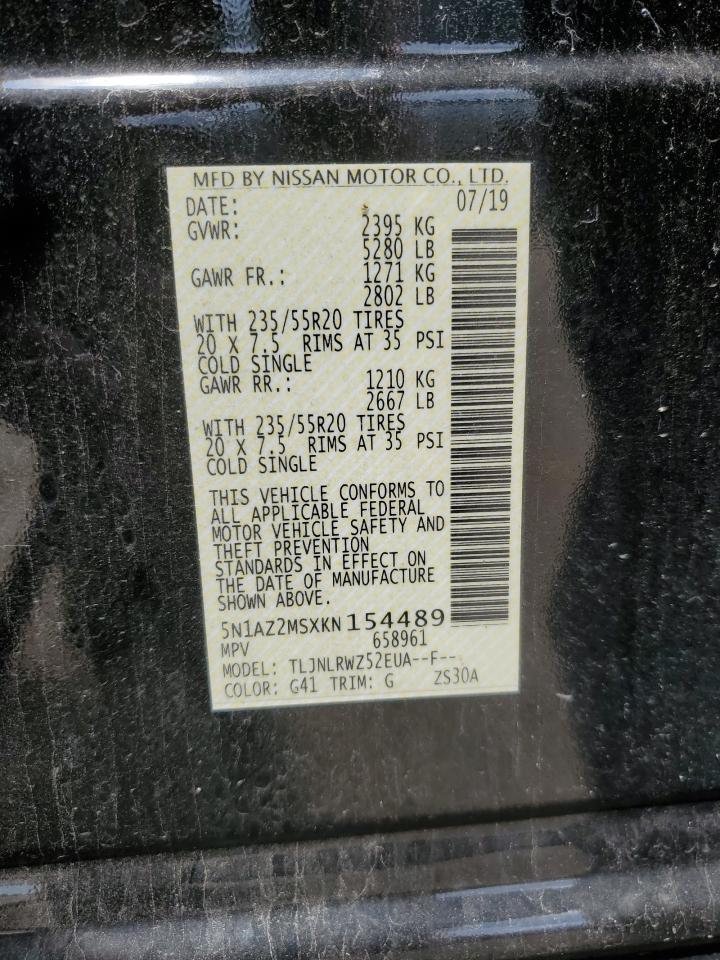 MFD BY NISSAN MOTOR CO., LTD.
DATE: 07/19
GVWR: 2395 KG
5280 LB
GAWR FR.: 1271 KG
2802 LB
WITH 235/55R20 TIRES
20 X 7.5 RIMS AT 35 PSI
COLD SINGLE
GAWR RR.: 1210 KG
2667 LB
WITH 235/55R20 TIRES
20 X 7.5 RIMS AT 35 PSI
COLD SINGLE
THIS VEHICLE CONFORMS TO
ALL APPLICABLE FEDERAL
MOTOR VEHICLE SAFETY AND
THEFT PREVENTION
STANDARDS IN EFFECT ON
THE DATE OF MANUFACTURE
SHOWN ABOVE.
5N1AZ2MSXKN154489
MPV 658961
MODEL: TLJNLRWZ52EUA--F--
COLOR: G41 TRIM: G ZS30A